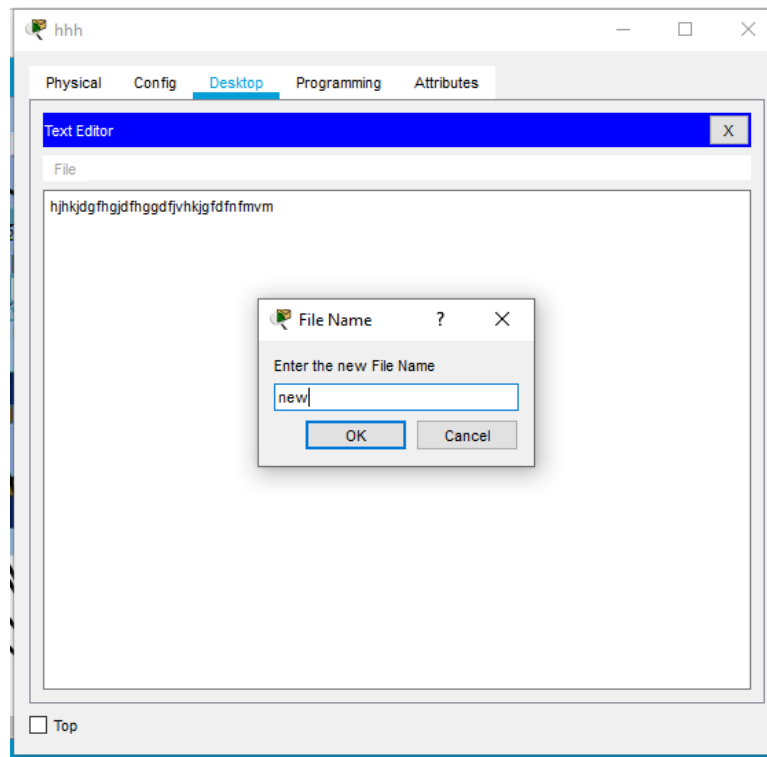 hhh
Physical Config Desktop Programming Attributes
Text Editor X
File
hjhkjdgfhgjdfhggdfjvhkjgfdfnfmvm
File Name ?
Enter the new File Name
new
OK Cancel
Top